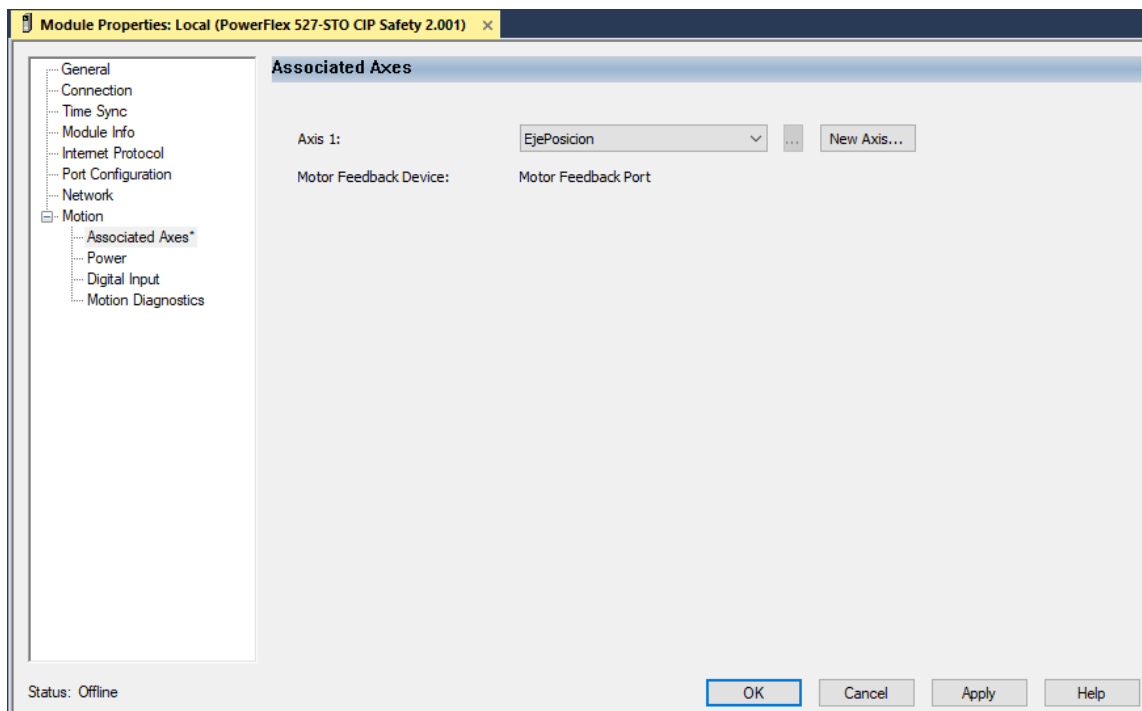 Module Properties: Local (PowerFlex 527-STO CIP Safety 2.001) ×
General
Connection
Time Sync
Module Info
Internet Protocol
Port Configuration
Network
Motion
Associated Axes*
Power
Digital Input
Motion Diagnostics
Associated Axes
Axis 1: EjePosicion ... New Axis...
Motor Feedback Device: Motor Feedback Port
Status: Offline OK Cancel Apply Help